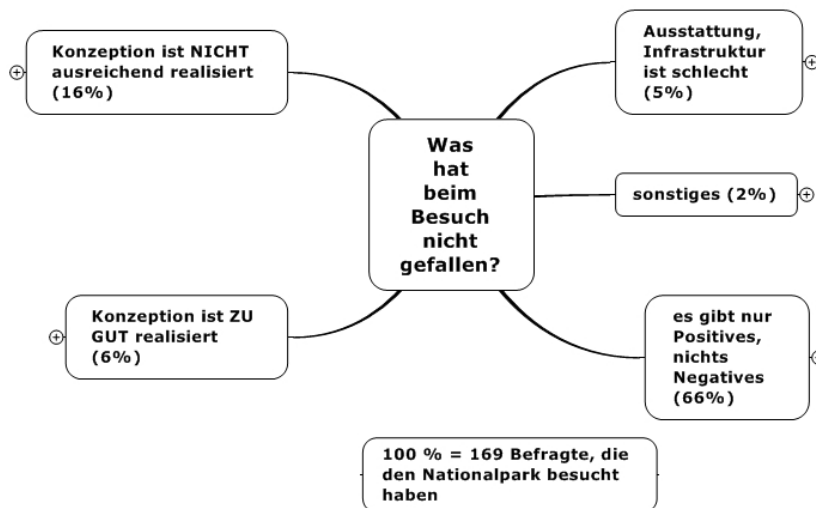 Konzeption ist NICHT
ausreichend realisiert
(16%)
Ausstattung,
Infrastruktur
ist schlecht
(5%)
Was
hat
beim
Besuch
nicht
gefallen?
sonstiges (2%)
Konzeption ist ZU
GUT realisiert
(6%)
es gibt nur
Positives,
nichts
Negatives
(66%)
100 % = 169 Befragte, die
den Nationalpark besucht
haben